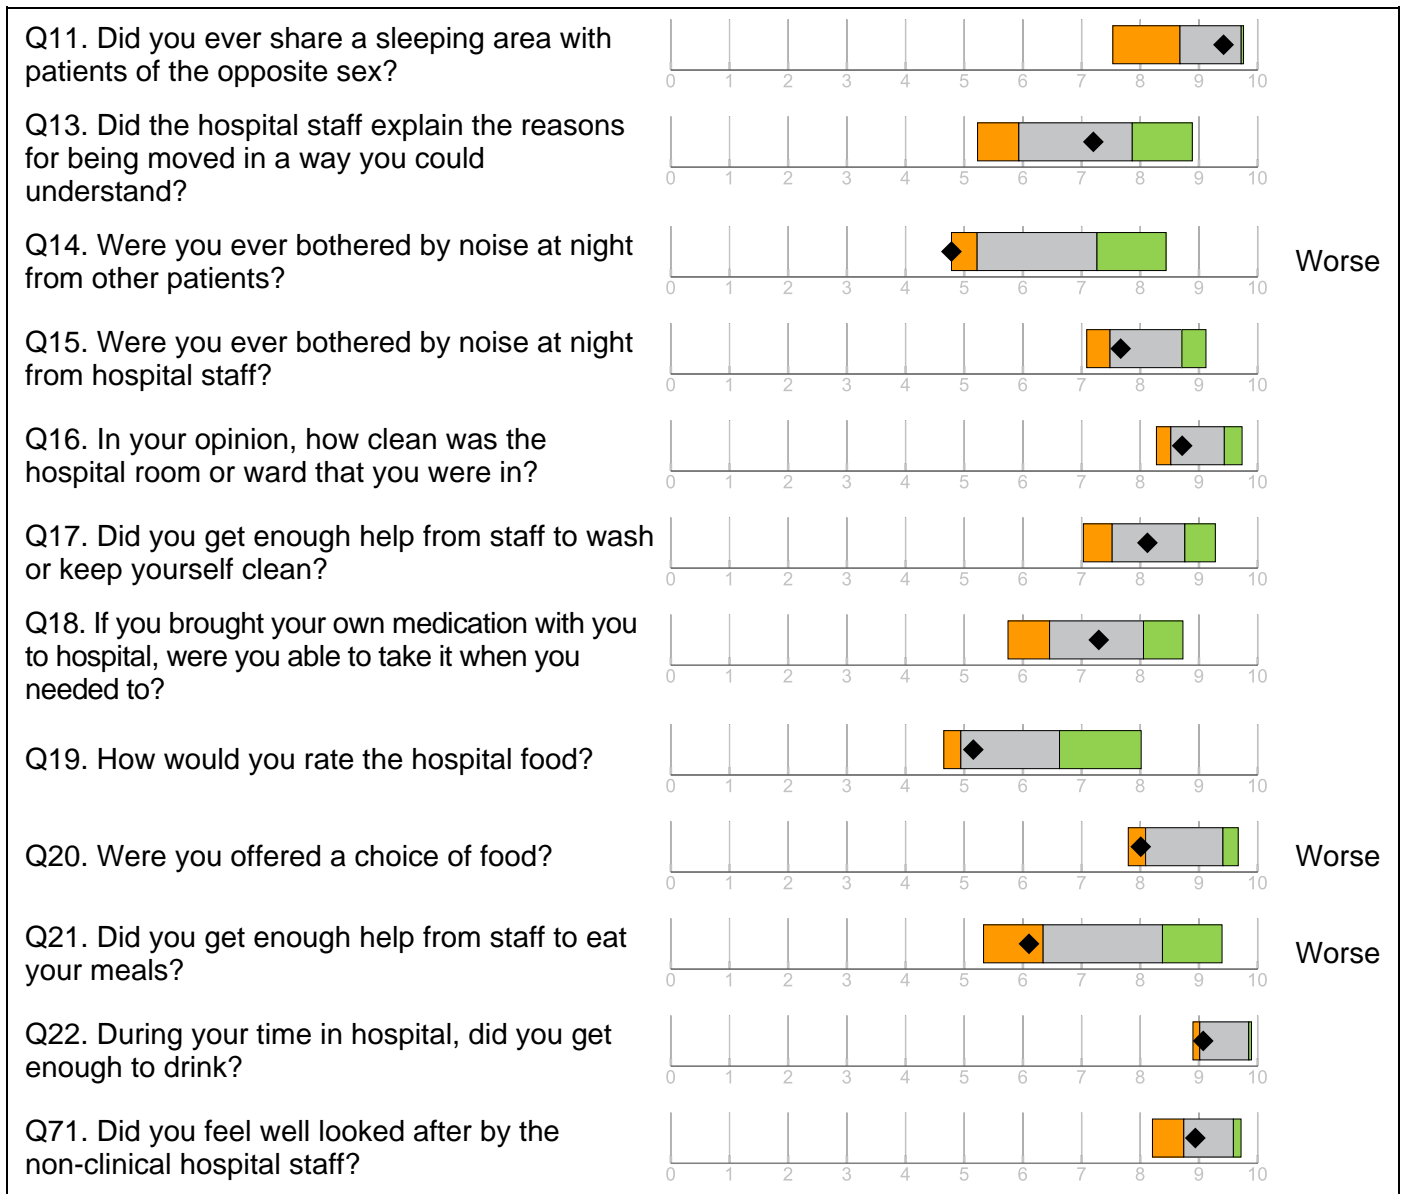 Q11. Did you ever share a sleeping area with
patients of the opposite sex?
0 1 2 3 4 5 6 7 8 9 10
Q13. Did the hospital staff explain the reasons
for being moved in a way you could
understand?
0 1 2 3 4 5 6 7 8 9 10
Q14. Were you ever bothered by noise at night
from other patients?
Worse
0 1 2 3 4 5 6 7 8 9 10
Q15. Were you ever bothered by noise at night
from hospital staff?
0 1 2 3 4 5 6 7 8 9 10
Q16. In your opinion, how clean was the
hospital room or ward that you were in?
0 1 2 3 4 5 6 7 8 9 10
Q17. Did you get enough help from staff to wash
or keep yourself clean?
0 1 2 3 4 5 6 7 8 9 10
Q18. If you brought your own medication with you
to hospital, were you able to take it when you
needed to?
0 1 2 3 4 5 6 7 8 9 10
Q19. How would you rate the hospital food?
0 1 2 3 4 5 6 7 8 9 10
Q20. Were you offered a choice of food?
Worse
0 1 2 3 4 5 6 7 8 9 10
Q21. Did you get enough help from staff to eat
your meals?
Worse
0 1 2 3 4 5 6 7 8 9 10
Q22. During your time in hospital, did you get
enough to drink?
0 1 2 3 4 5 6 7 8 9 10
Q71. Did you feel well looked after by the
non-clinical hospital staff?
0 1 2 3 4 5 6 7 8 9 10